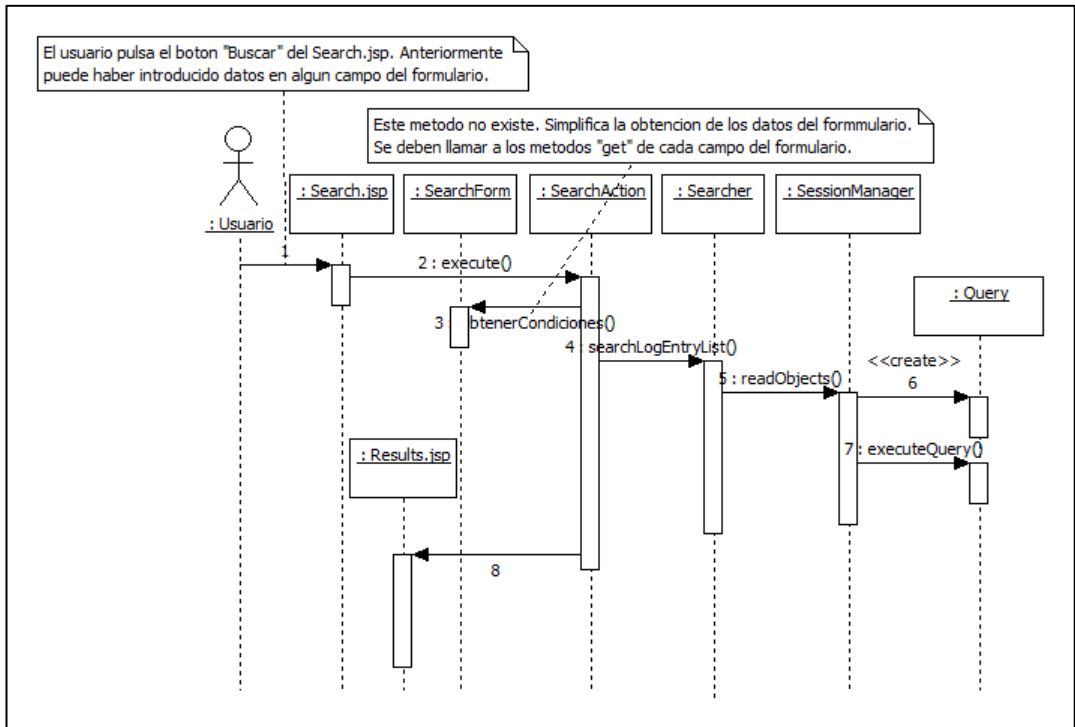 El usuario pulsa el boton "Buscar" del Search.jsp. Anteriormente
puede haber introducido datos en algun campo del formulario.
Este metodo no existe. Simplifica la obtencion de los datos del formmulario.
Se deben llamar a los metodos "get" de cada campo del formulario.
: Search.jsp
: SearchForm
: SearchAction
: Searcher
: SessionManager
: Usuario
1
2 : execute()
: Query
3 : obtenerCondiciones()
4 : searchLogEntryList()
<<create>>
5 : readObjects()
6
: Results.jsp
7 : executeQuery()
8